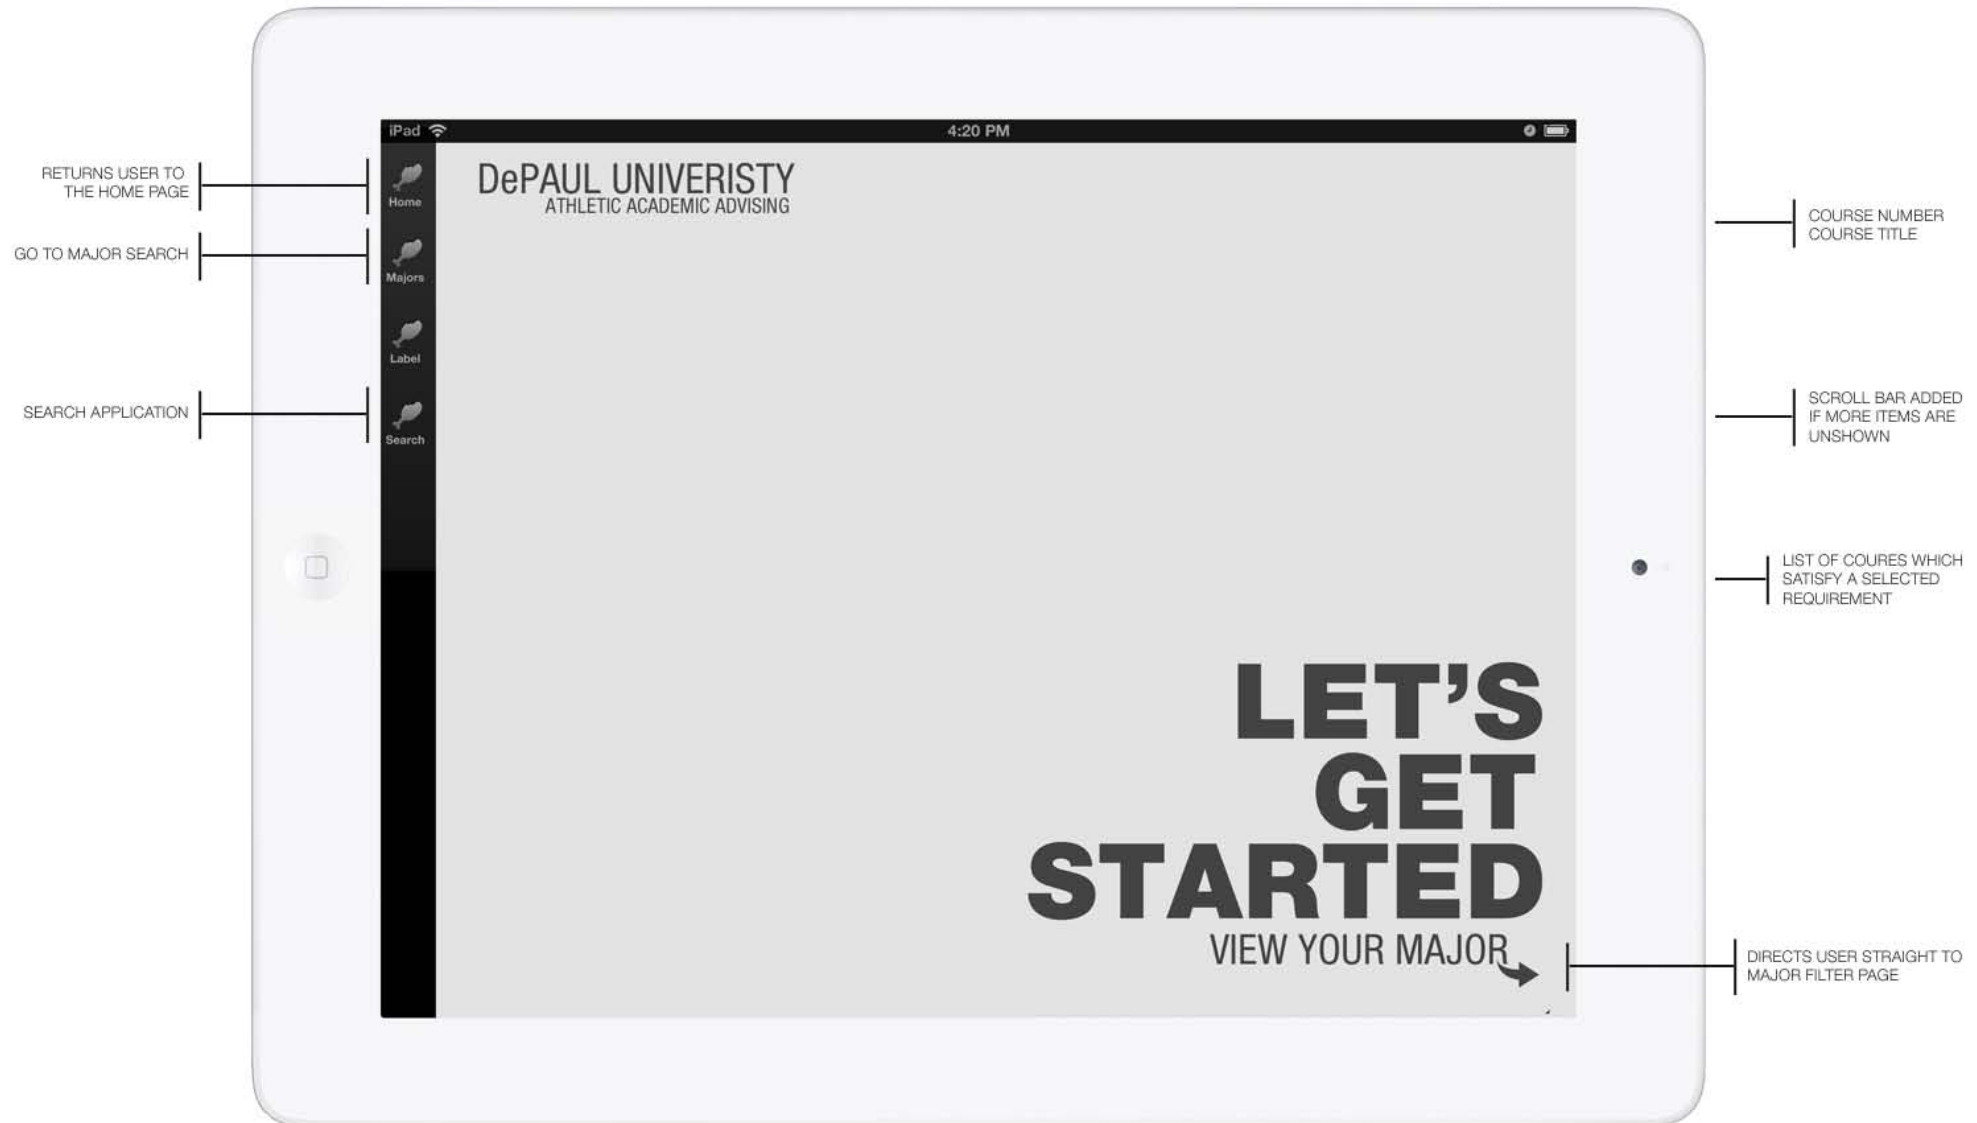 iPad
4:20 PM
RETURNS USER TO
THE HOME PAGE
GO TO MAJOR SEARCH
SEARCH APPLICATION
Home
Majors
Label
Search
DePAUL UNIVERISTY
ATHLETIC ACADEMIC ADVISING
LET'S
GET
STARTED
VIEW YOUR MAJOR
COURSE NUMBER
COURSE TITLE
SCROLL BAR ADDED
IF MORE ITEMS ARE
UNSHOWN
LIST OF COURES WHICH
SATISFY A SELECTED
REQUIREMENT
DIRECTS USER STRAIGHT TO
MAJOR FILTER PAGE